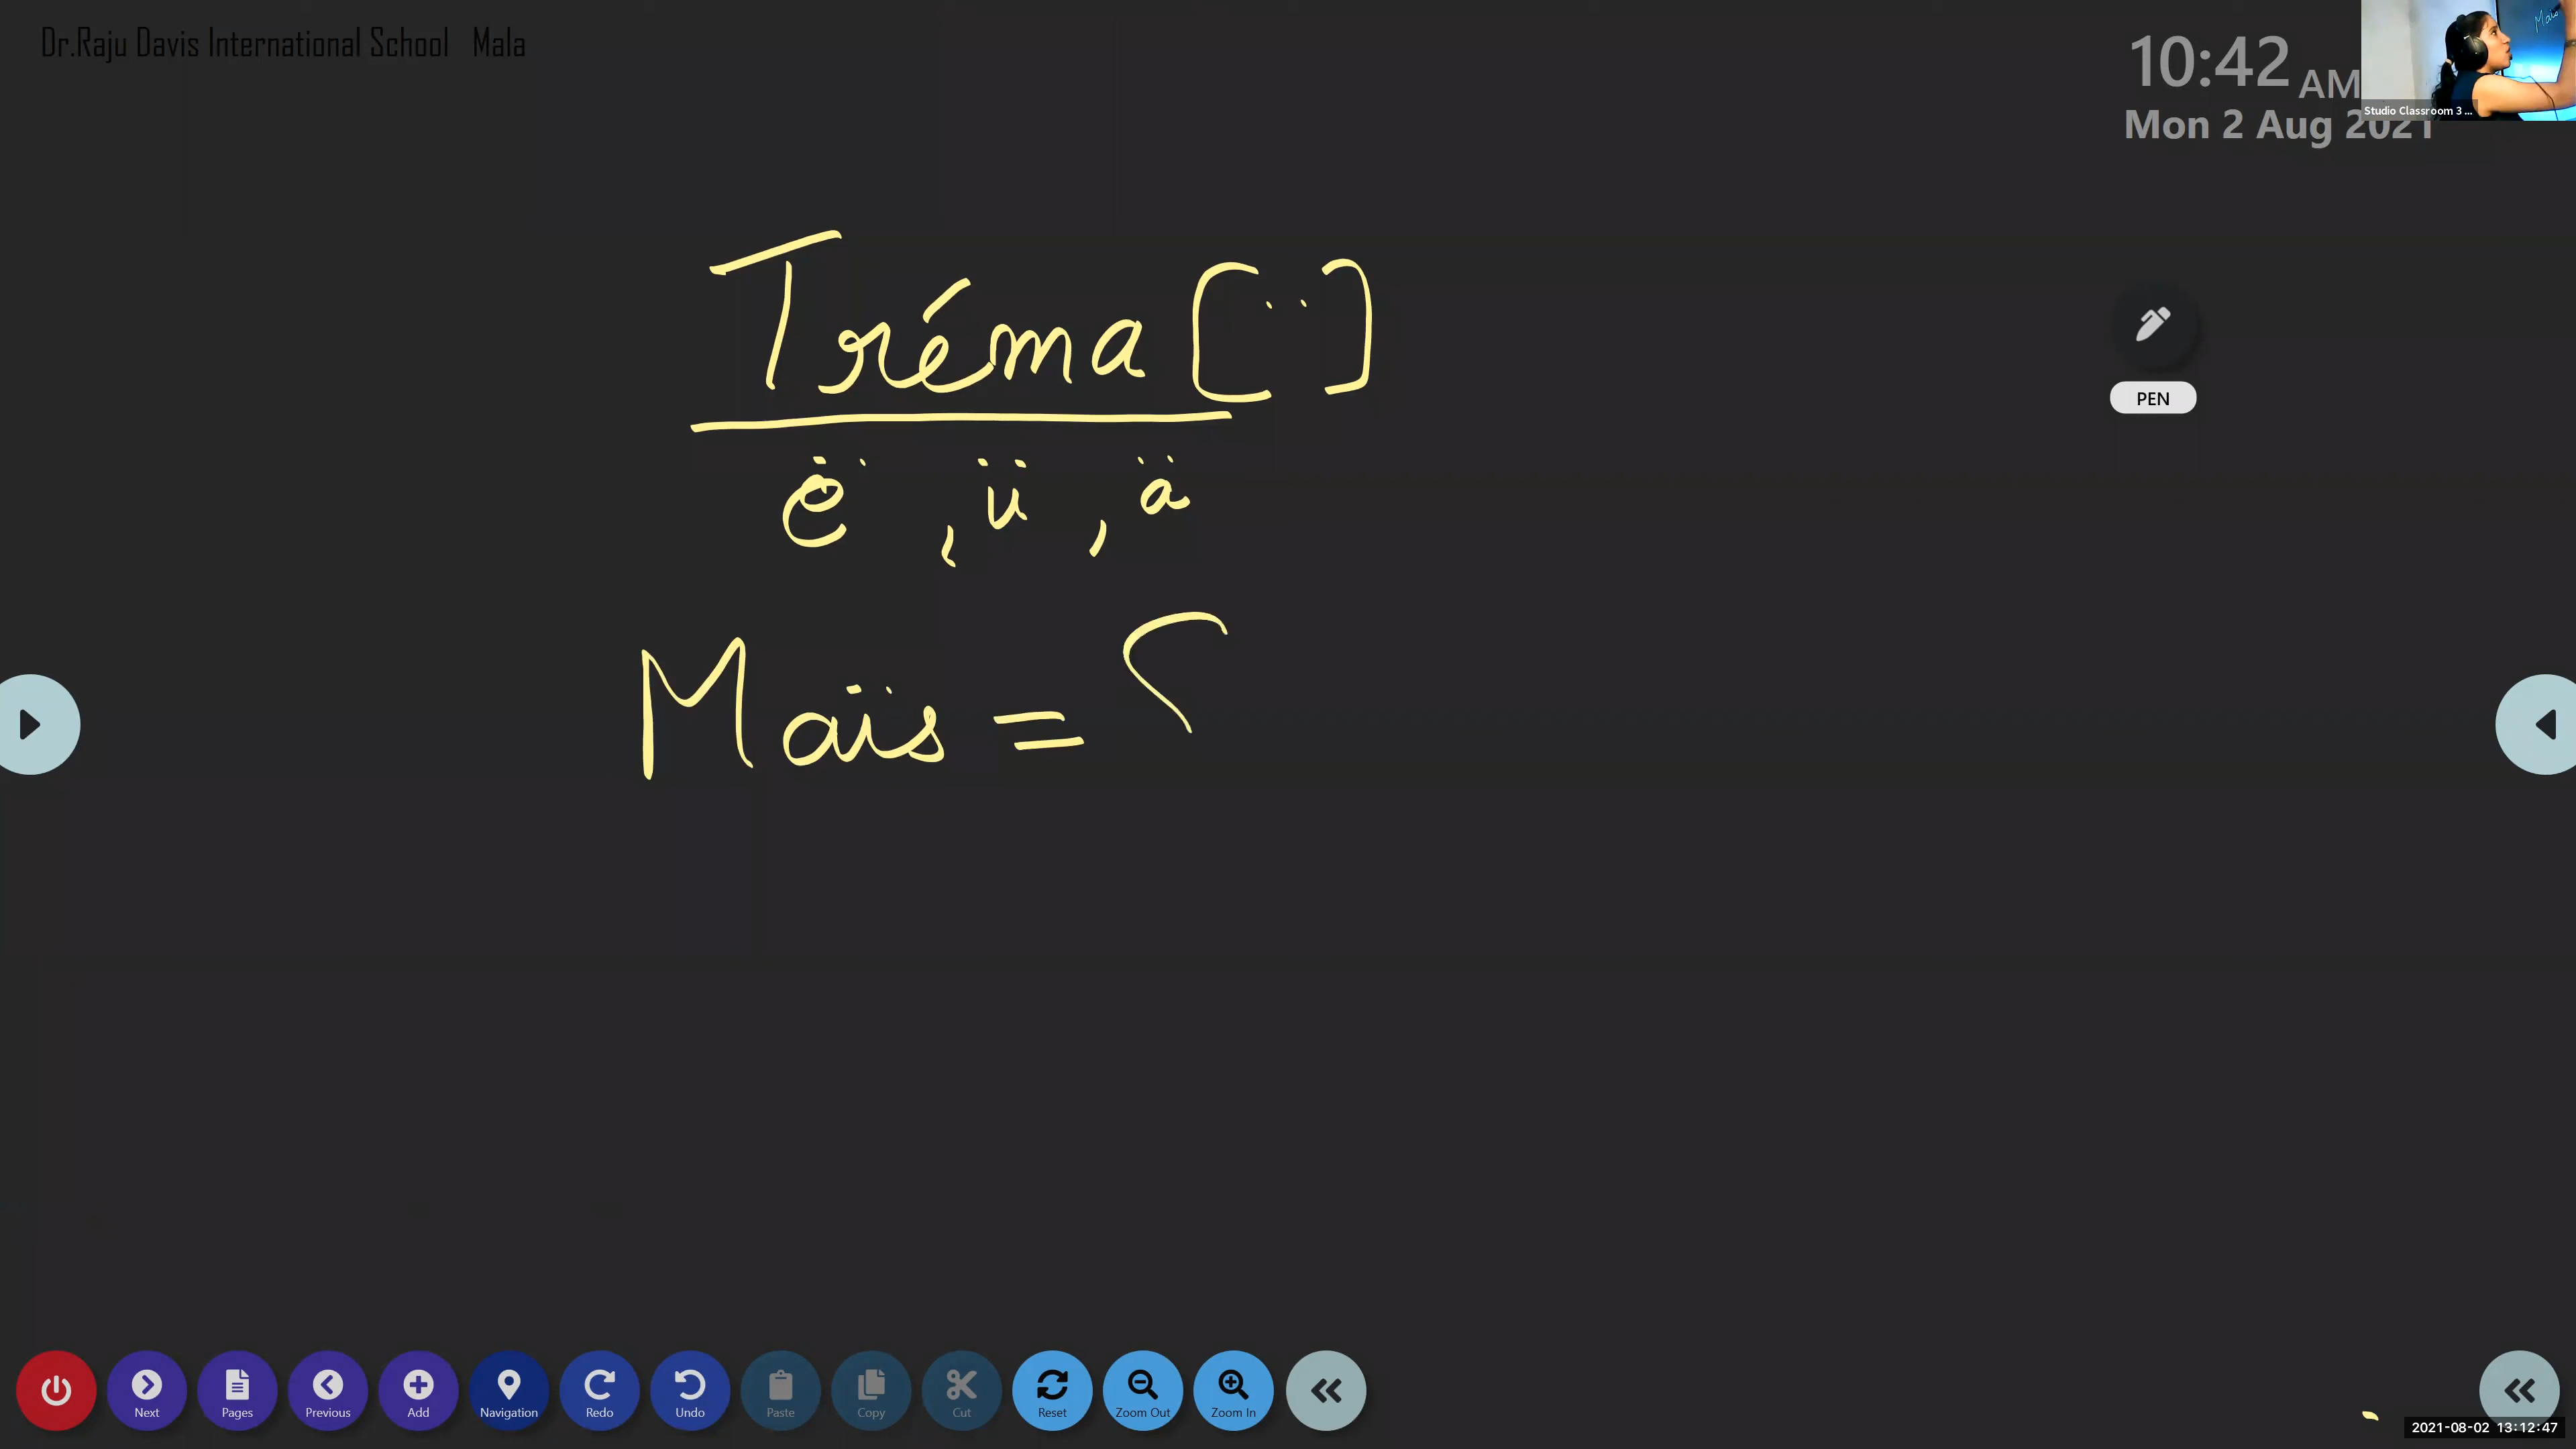 Dr.Raju Davis International School Mala
10:42 AM
Mon 2 Aug 2021
Maïs
Studio Classroom 3 ...
Tréma [¨]
ë , ü , ä
PEN
Maïs =
Next
Pages
Previous
Add
Navigation
Redo
Undo
Paste
Copy
Cut
Reset
Zoom Out
Zoom In
2021-08-02 13:12:47